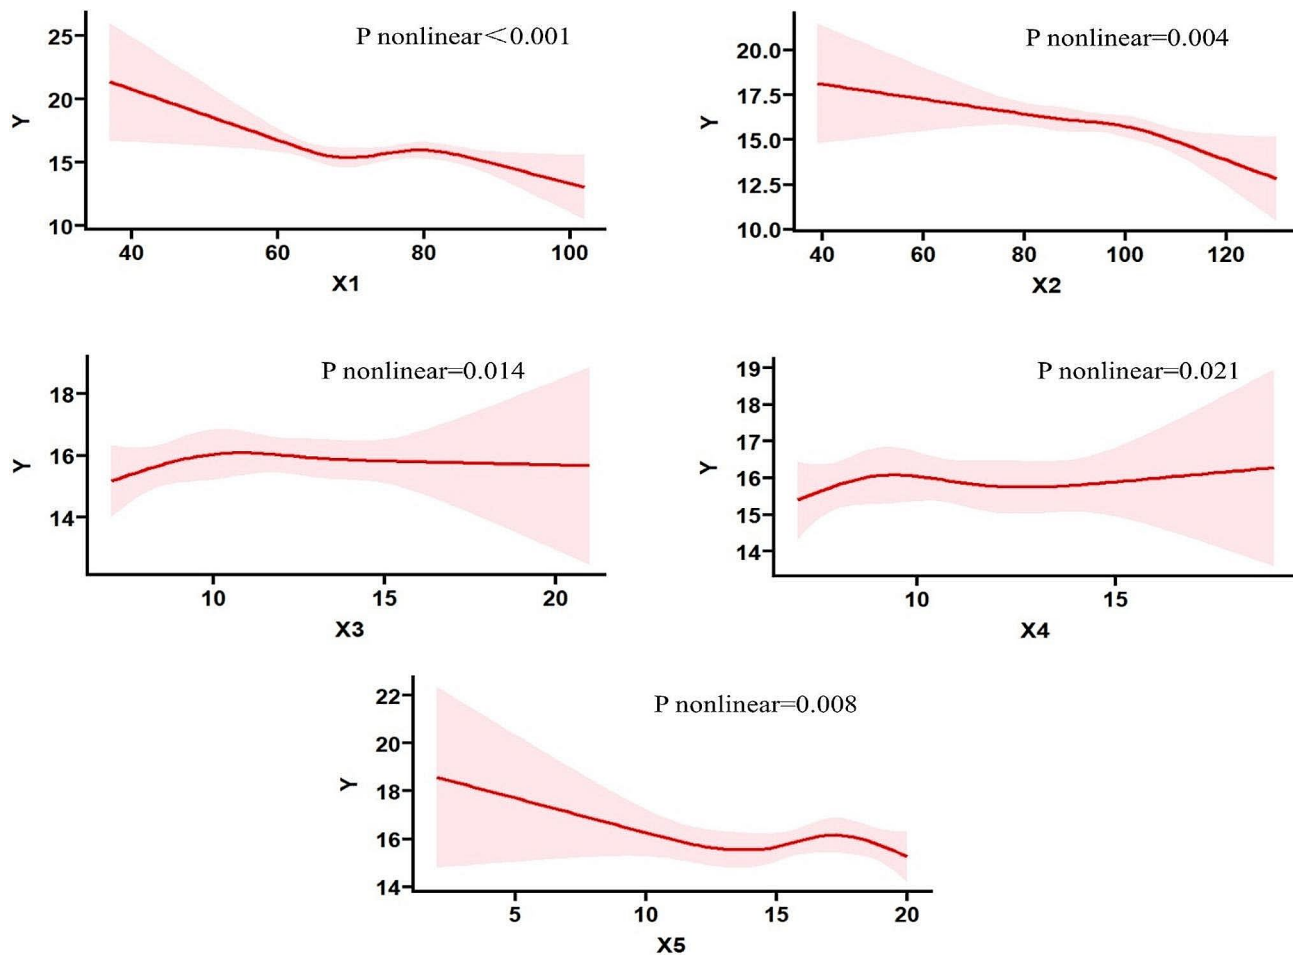 P nonlinear<0.001
25
20
15
10
Y
40 60 80 100
X1
P nonlinear=0.004
20.0
17.5
15.0
12.5
10.0
Y
40 60 80 100 120
X2
P nonlinear=0.014
18
16
14
Y
10 15 20
X3
P nonlinear=0.021
19
18
17
16
15
14
Y
10 15
X4
P nonlinear=0.008
22
20
18
16
14
Y
5 10 15 20
X5